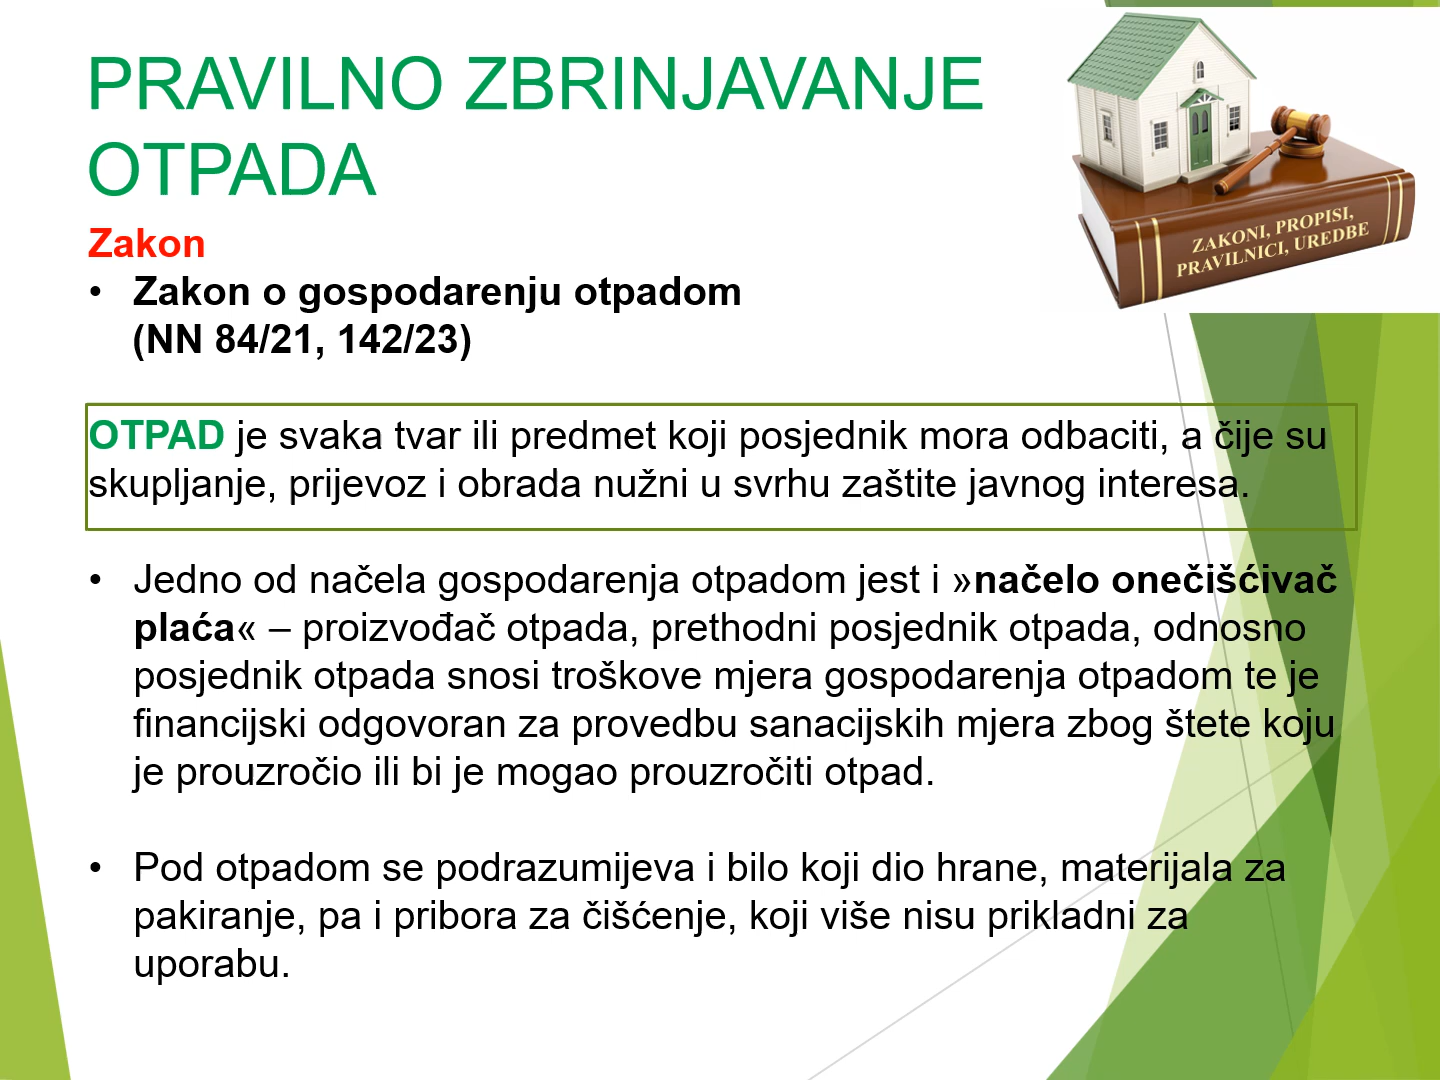 PRAVILNO ZBRINJAVANJE
OTPADA
ZAKONI, PROPISI,
PRAVILNICI, UREDBE
Zakon
• Zakon o gospodarenju otpadom
(NN 84/21, 142/23)
OTPAD je svaka tvar ili predmet koji posjednik mora odbaciti, a čije su
skupljanje, prijevoz i obrada nužni u svrhu zaštite javnog interesa.
• Jedno od načela gospodarenja otpadom jest i »načelo onečišćivač
plaća« – proizvođač otpada, prethodni posjednik otpada, odnosno
posjednik otpada snosi troškove mjera gospodarenja otpadom te je
financijski odgovoran za provedbu sanacijskih mjera zbog štete koju
je prouzročio ili bi je mogao prouzročiti otpad.
• Pod otpadom se podrazumijeva i bilo koji dio hrane, materijala za
pakiranje, pa i pribora za čišćenje, koji više nisu prikladni za
uporabu.